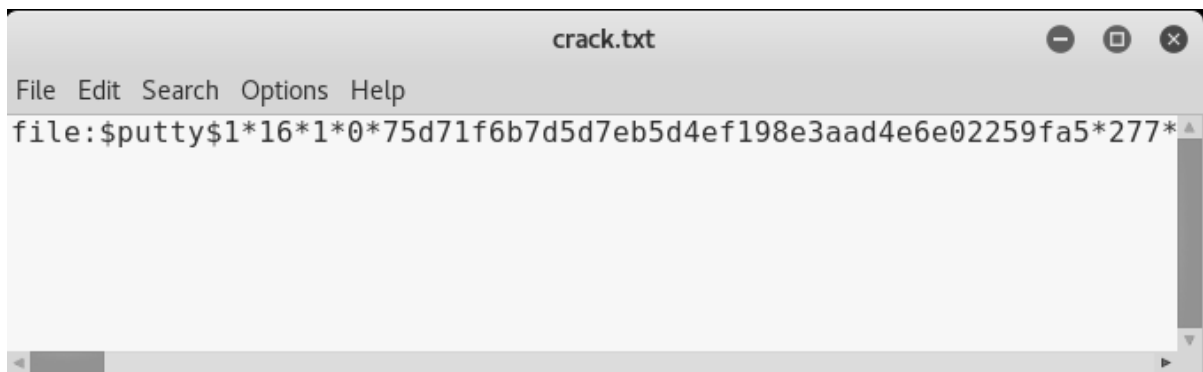 crack.txt
File Edit Search Options Help
file:$putty$1*16*1*0*75d71f6b7d5d7eb5d4ef198e3aad4e6e02259fa5*277*